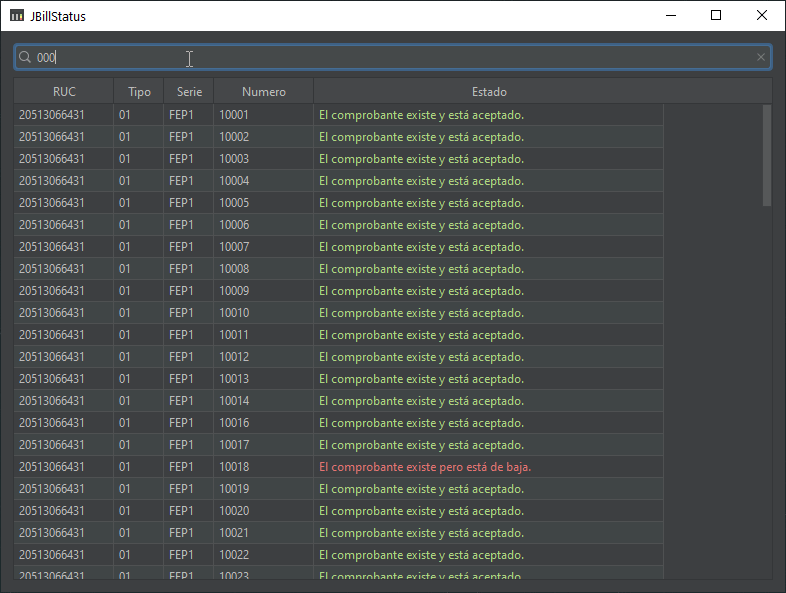 JBillStatus
000
RUC Tipo Serie Numero Estado
20513066431 01 FEP1 10001 El comprobante existe y está aceptado.
20513066431 01 FEP1 10002 El comprobante existe y está aceptado.
20513066431 01 FEP1 10003 El comprobante existe y está aceptado.
20513066431 01 FEP1 10004 El comprobante existe y está aceptado.
20513066431 01 FEP1 10005 El comprobante existe y está aceptado.
20513066431 01 FEP1 10006 El comprobante existe y está aceptado.
20513066431 01 FEP1 10007 El comprobante existe y está aceptado.
20513066431 01 FEP1 10008 El comprobante existe y está aceptado.
20513066431 01 FEP1 10009 El comprobante existe y está aceptado.
20513066431 01 FEP1 10010 El comprobante existe y está aceptado.
20513066431 01 FEP1 10011 El comprobante existe y está aceptado.
20513066431 01 FEP1 10012 El comprobante existe y está aceptado.
20513066431 01 FEP1 10013 El comprobante existe y está aceptado.
20513066431 01 FEP1 10014 El comprobante existe y está aceptado.
20513066431 01 FEP1 10016 El comprobante existe y está aceptado.
20513066431 01 FEP1 10017 El comprobante existe y está aceptado.
20513066431 01 FEP1 10018 El comprobante existe pero está de baja.
20513066431 01 FEP1 10019 El comprobante existe y está aceptado.
20513066431 01 FEP1 10020 El comprobante existe y está aceptado.
20513066431 01 FEP1 10021 El comprobante existe y está aceptado.
20513066431 01 FEP1 10022 El comprobante existe y está aceptado.
20513066431 01 FEP1 10023 El comprobante existe y está aceptado.